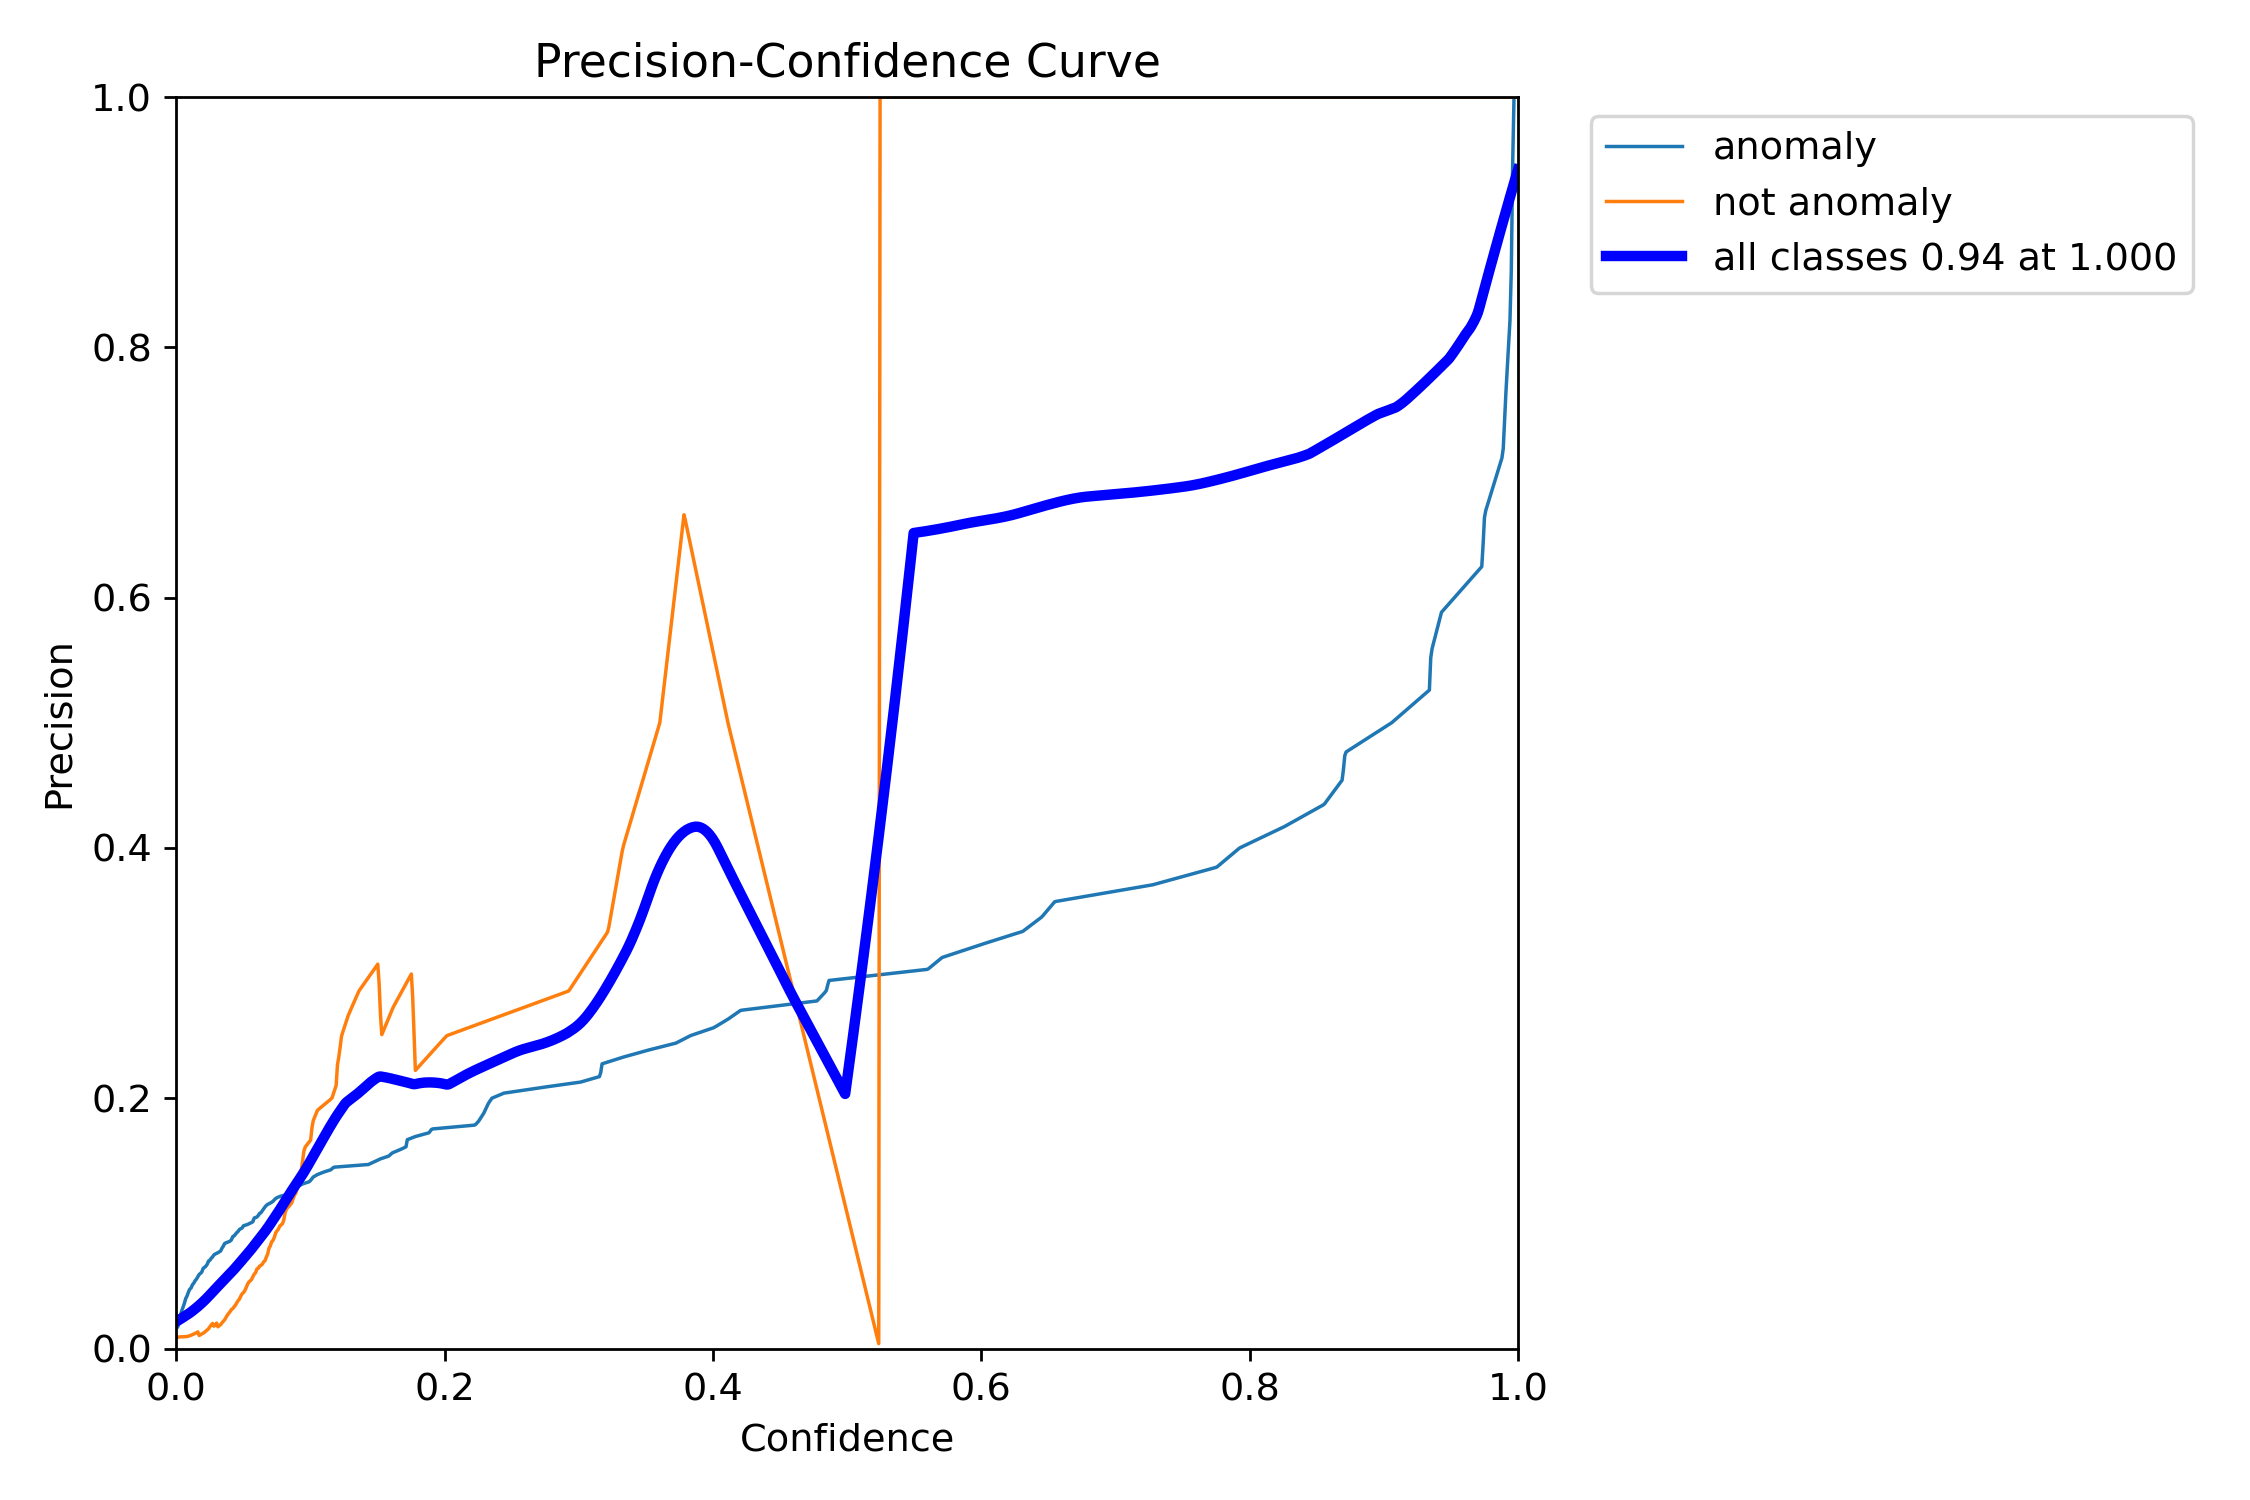 Precision-Confidence Curve
1.0
0.8
0.6
0.4
0.2
0.0
Precision
0.0 0.2 0.4 0.6 0.8 1.0
Confidence
anomaly
not anomaly
all classes 0.94 at 1.000